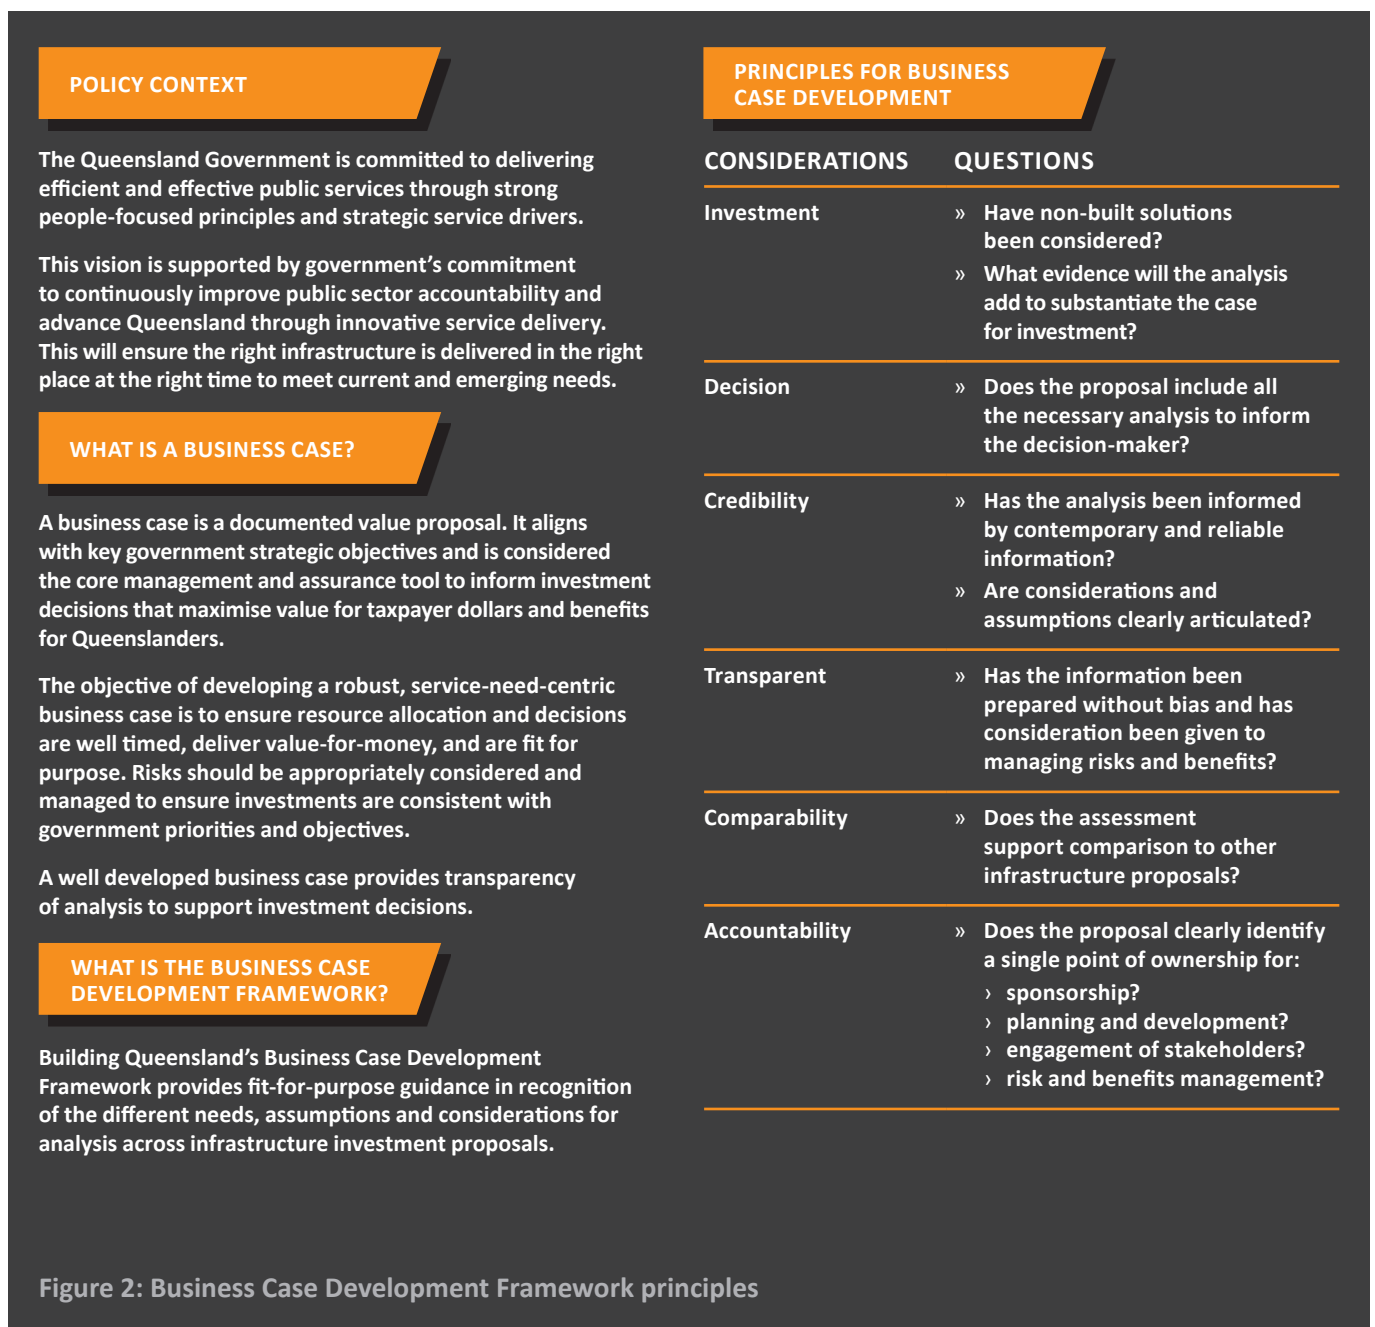 POLICY CONTEXT
The Queensland Government is committed to delivering
efficient and effective public services through strong
people-focused principles and strategic service drivers.
This vision is supported by government’s commitment
to continuously improve public sector accountability and
advance Queensland through innovative service delivery.
This will ensure the right infrastructure is delivered in the right
place at the right time to meet current and emerging needs.
WHAT IS A BUSINESS CASE?
A business case is a documented value proposal. It aligns
with key government strategic objectives and is considered
the core management and assurance tool to inform investment
decisions that maximise value for taxpayer dollars and benefits
for Queenslanders.
The objective of developing a robust, service-need-centric
business case is to ensure resource allocation and decisions
are well timed, deliver value-for-money, and are fit for
purpose. Risks should be appropriately considered and
managed to ensure investments are consistent with
government priorities and objectives.
A well developed business case provides transparency
of analysis to support investment decisions.
WHAT IS THE BUSINESS CASE
DEVELOPMENT FRAMEWORK?
Building Queensland’s Business Case Development
Framework provides fit-for-purpose guidance in recognition
of the different needs, assumptions and considerations for
analysis across infrastructure investment proposals.
PRINCIPLES FOR BUSINESS
CASE DEVELOPMENT
CONSIDERATIONS QUESTIONS
Investment » Have non-built solutions
been considered?
» What evidence will the analysis
add to substantiate the case
for investment?
Decision » Does the proposal include all
the necessary analysis to inform
the decision-maker?
Credibility » Has the analysis been informed
by contemporary and reliable
information?
» Are considerations and
assumptions clearly articulated?
Transparent » Has the information been
prepared without bias and has
consideration been given to
managing risks and benefits?
Comparability » Does the assessment
support comparison to other
infrastructure proposals?
Accountability » Does the proposal clearly identify
a single point of ownership for:
› sponsorship?
› planning and development?
› engagement of stakeholders?
› risk and benefits management?
Figure 2: Business Case Development Framework principles